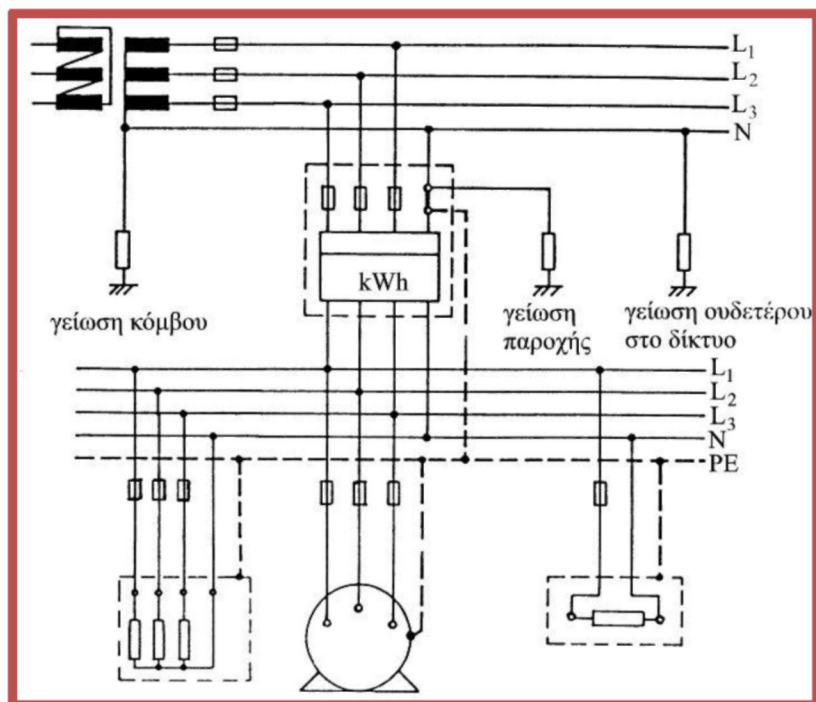 L₁
L₂
L₃
N
kWh
γείωση κόμβου
γείωση
παροχής
γείωση ουδετέρου
στο δίκτυο
L₁
L₂
L₃
N
PE